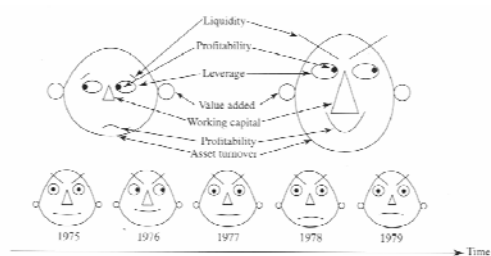 Liquidity
Profitability
Leverage
Value added
Working capital
Profitability
Asset turnover
1975 1976 1977 1978 1979
Time